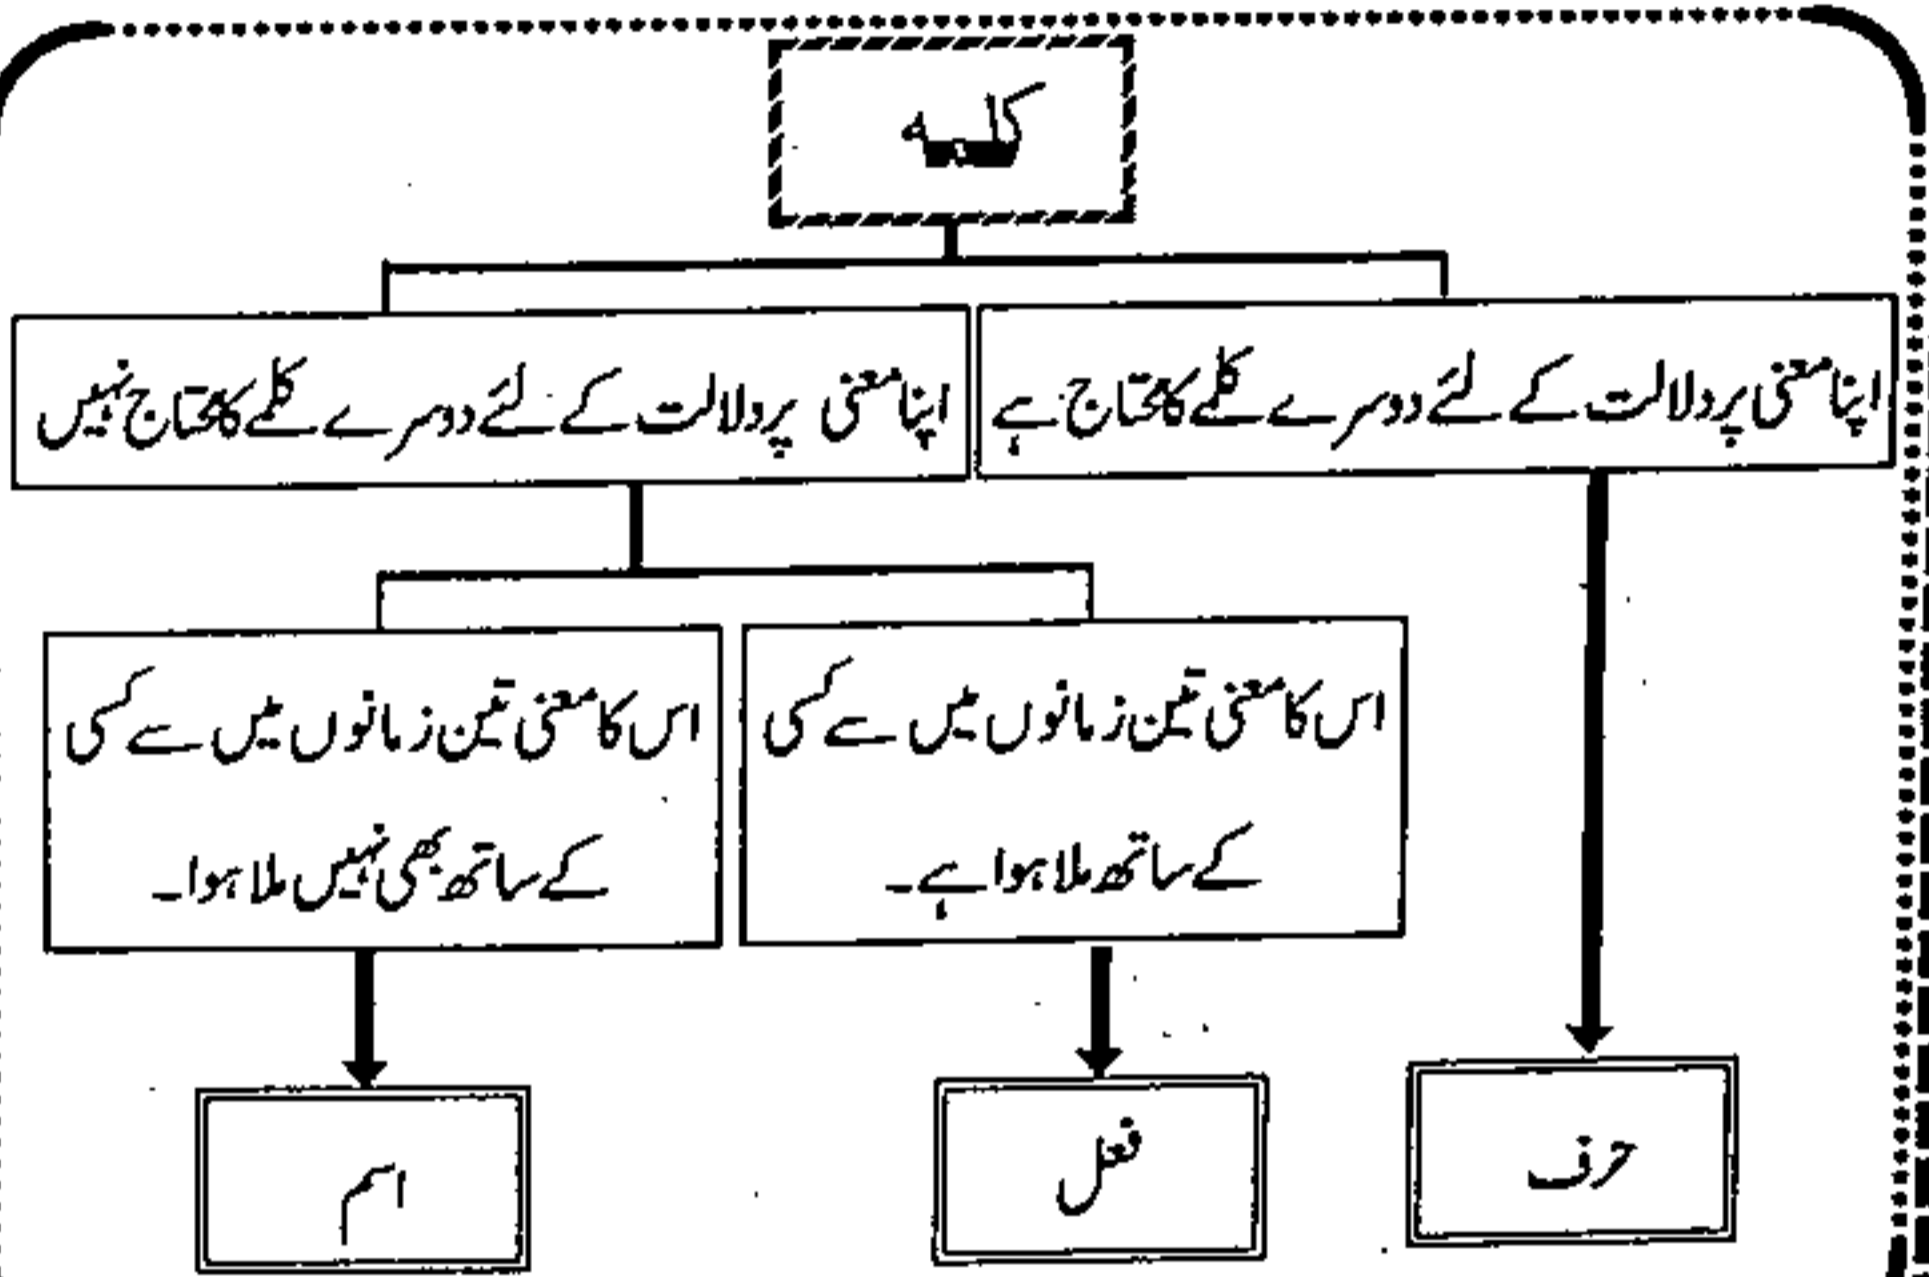 کلمہ
اپنا معنی پر دلالت کے لئے دوسرے کلمے کا محتاج ہے
اپنا معنی پر دلالت کے لئے دوسرے کلمے کا محتاج نہیں
اس کا معنی تین زمانوں میں سے کسی
کے ساتھ ملا ہوا ہے۔
اس کا معنی تین زمانوں میں سے کسی
کے ساتھ بھی نہیں ملا ہوا۔
حرف
فعل
اسم